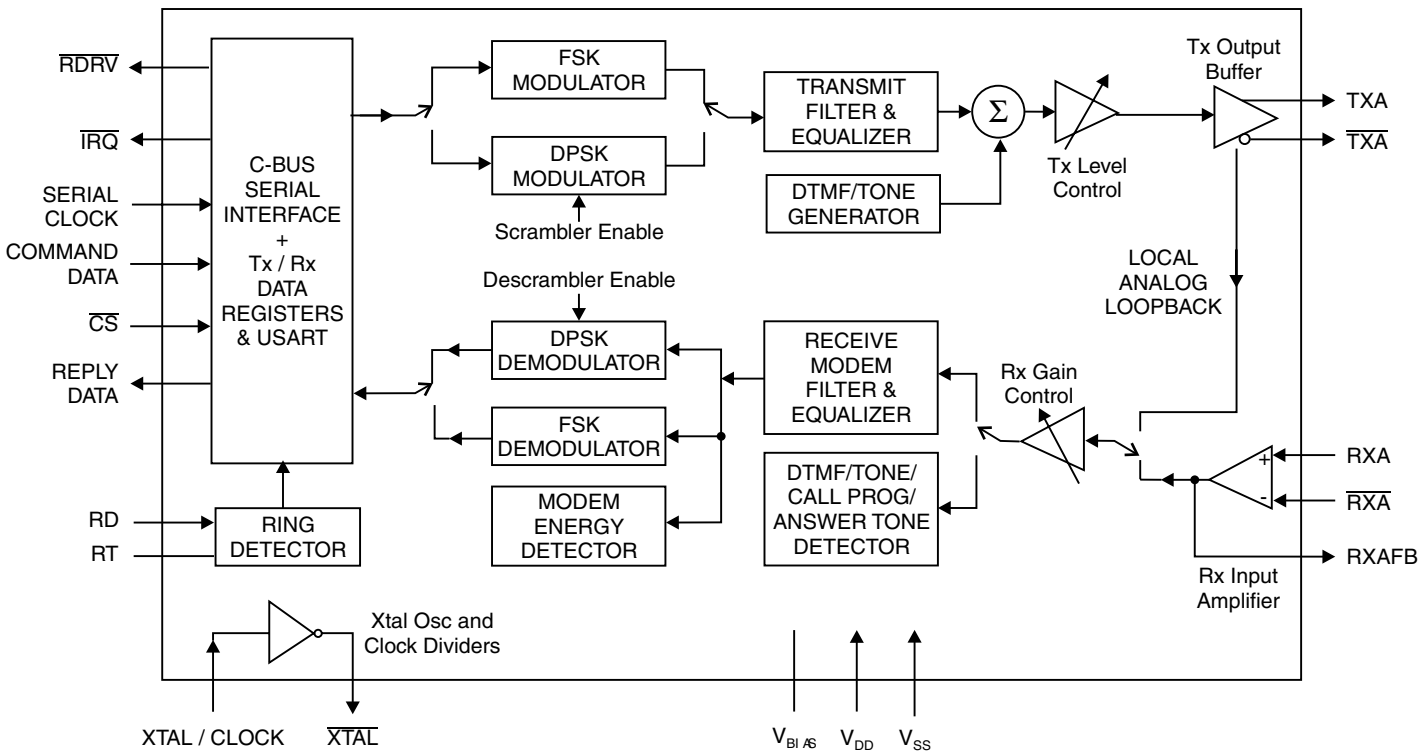 RDRV
IRQ
SERIAL
CLOCK
COMMAND
DATA
CS
REPLY
DATA
RD
RT
C-BUS
SERIAL
INTERFACE
+
Tx / Rx
DATA
REGISTERS
& USART
RING
DETECTOR
FSK
MODULATOR
DPSK
MODULATOR
Scrambler Enable
Descrambler Enable
DPSK
DEMODULATOR
FSK
DEMODULATOR
MODEM
ENERGY
DETECTOR
TRANSMIT
FILTER &
EQUALIZER
DTMF/TONE
GENERATOR
Σ
Tx Level
Control
Tx Output
Buffer
TXA
TXA
LOCAL
ANALOG
LOOPBACK
RECEIVE
MODEM
FILTER &
EQUALIZER
DTMF/TONE/
CALL PROG/
ANSWER TONE
DETECTOR
Rx Gain
Control
+
-
RXA
RXA
RXAFB
Rx Input
Amplifier
Xtal Osc and
Clock Dividers
XTAL / CLOCK
XTAL
VBIAS
VDD
VSS